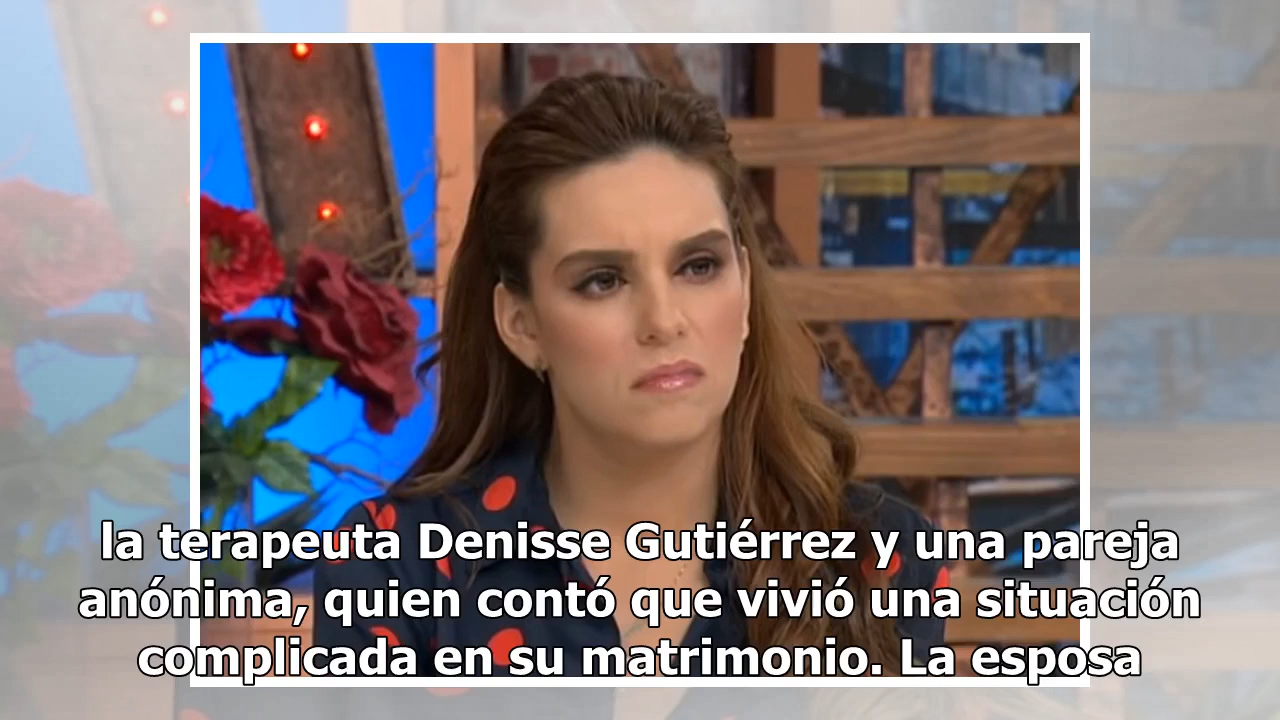 la terapeuta Denisse Gutiérrez y una pareja
anónima, quien contó que vivió una situación
complicada en su matrimonio. La esposa